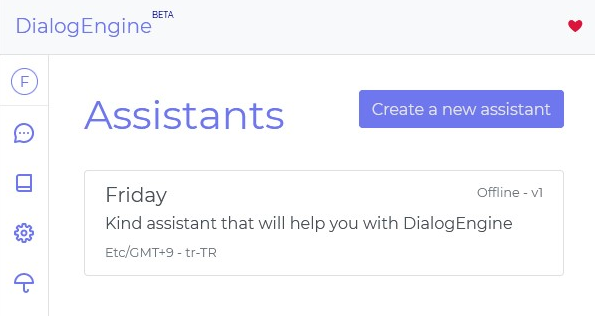 DialogEngine BETA
F
Assistants
Create a new assistant
Friday
Offline - v1
Kind assistant that will help you with DialogEngine
Etc/GMT+9 - tr-TR